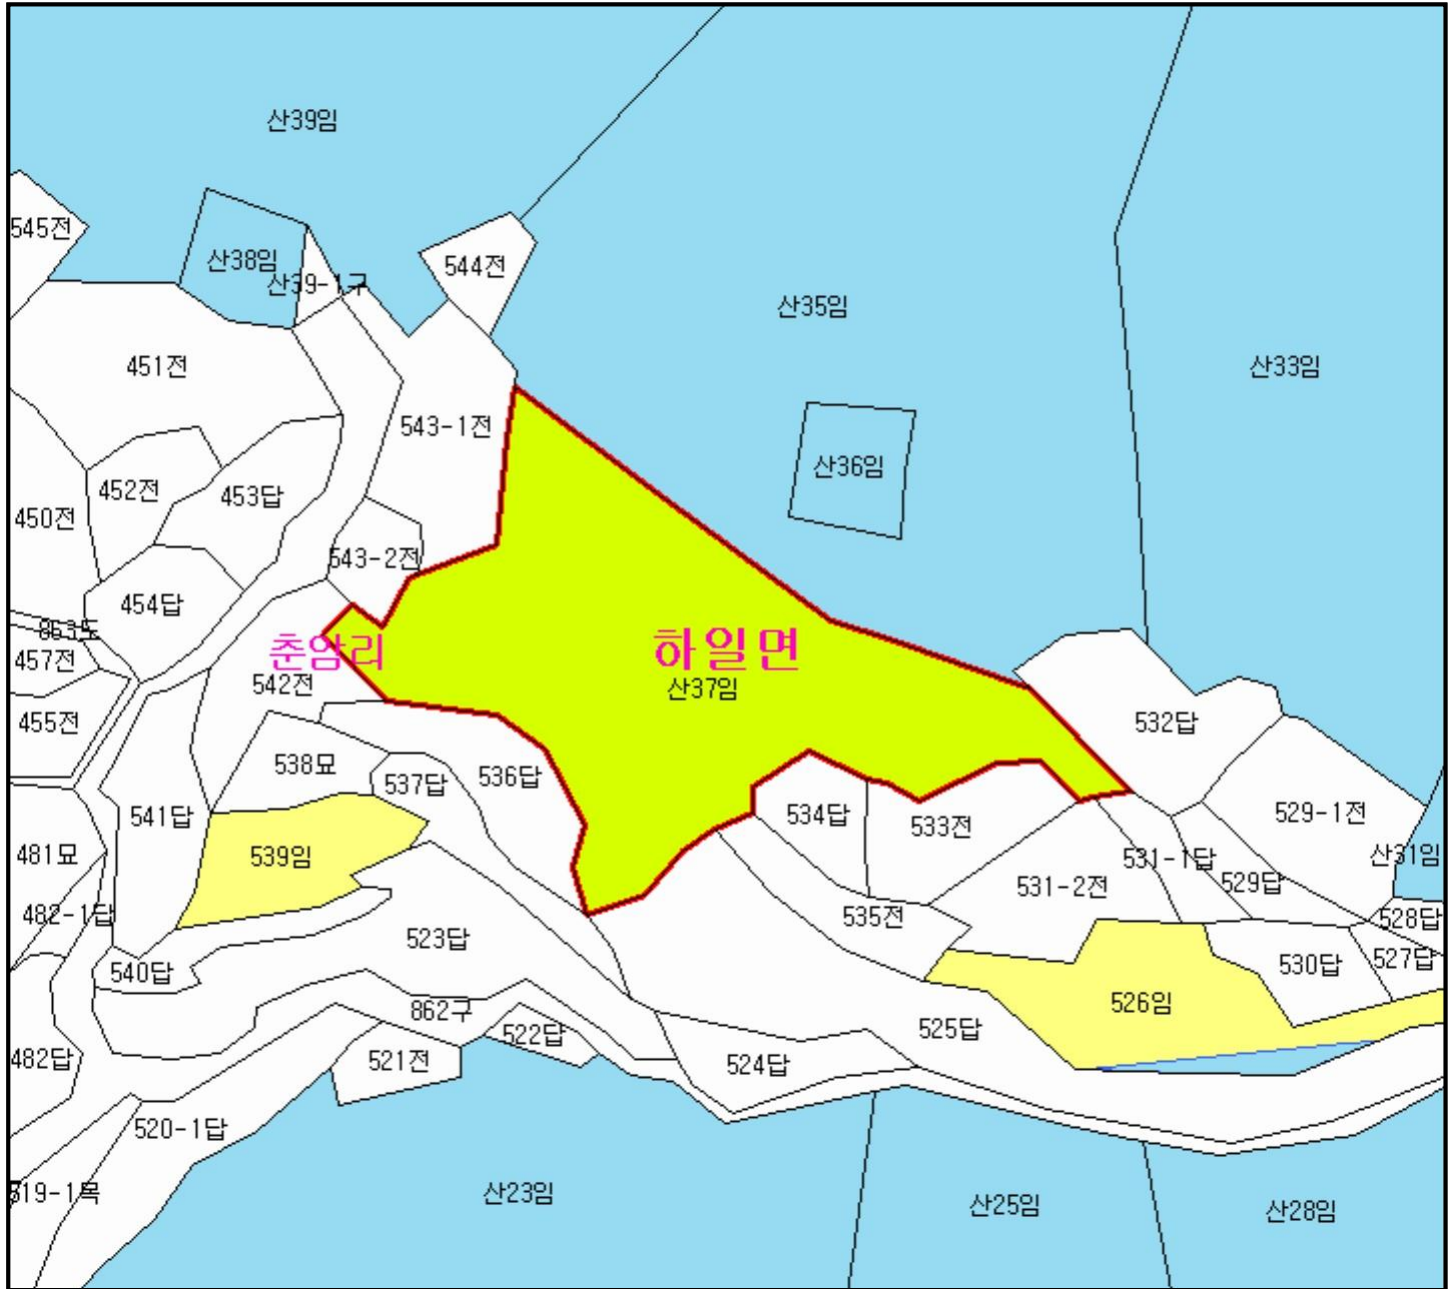 산39임
545전
산38임
544전
산39-1구
산35임
451전
산33임
543-1전
산36임
452전
453답
450전
543-2전
454답
863도
457전
춘암리
하일면
542전
산37임
455전
532답
538묘
537답
536답
541답
534답
533전
529-1전
481묘
539임
531-1답
산31임
529답
531-2전
482-1답
535전
528답
523답
540답
530답
527답
526임
862구
525답
522답
482답
521전
524답
520-1답
519-1목
산23임
산25임
산28임